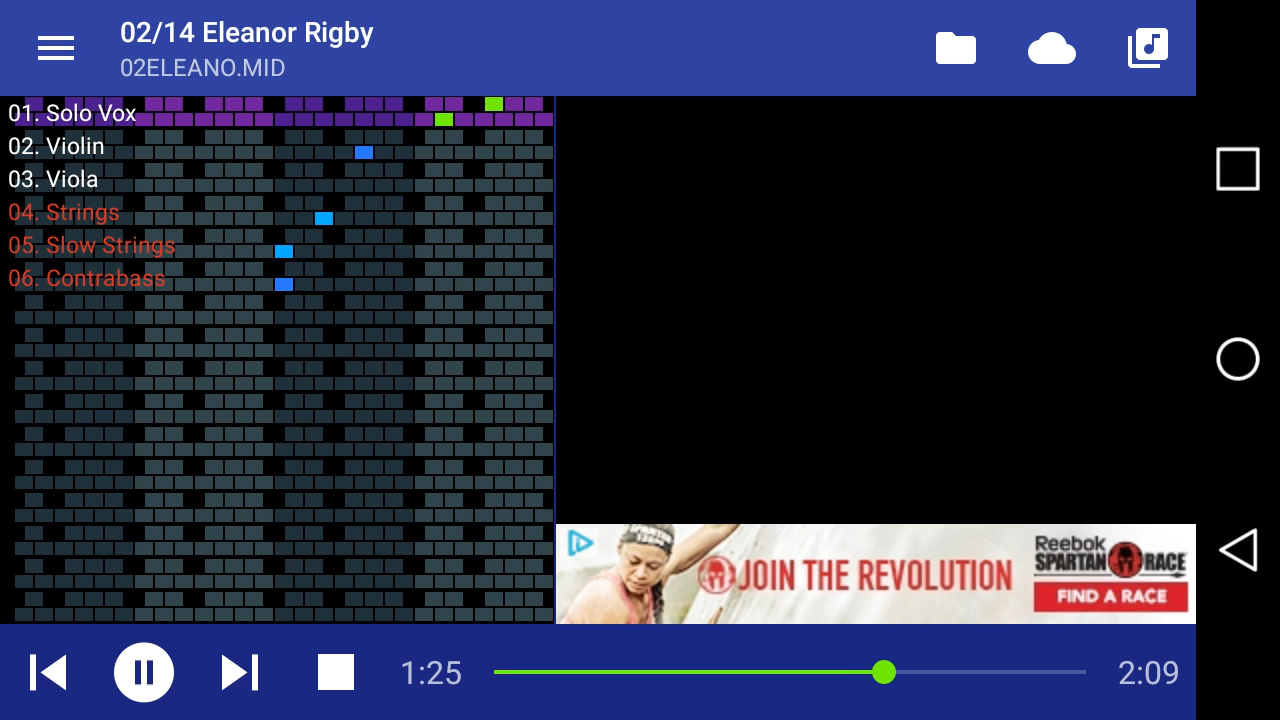 02/14 Eleanor Rigby
02ELEANO.MID
01. Solo Vox
02. Violin
03. Viola
04. Strings
05. Slow Strings
06. Contrabass
SPARTAN
JOIN THE REVOLUTION
Reebok
SPARTAN RACE
FIND A RACE
1:25
2:09